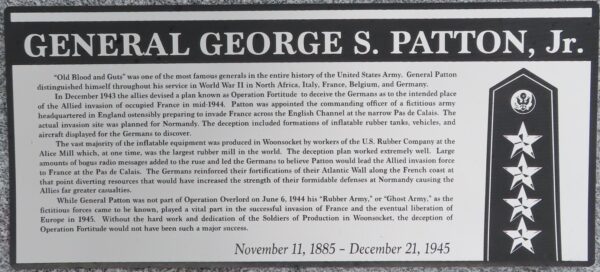 GENERAL GEORGE S. PATTON, Jr.
"Old Blood and Guts" was one of the most famous generals in the entire history of the United States Army. General Patton
distinguished himself throughout his service in World War II in North Africa, Italy, France, Belgium, and Germany.
In December 1943 the allies devised a plan known as Operation Fortitude to deceive the Germans as to the intended place
of the Allied invasion of occupied France in mid-1944. Patton was appointed the commanding officer of a fictitious army
headquartered in England ostensibly preparing to invade France across the English Channel at the narrow Pas de Calais. The
actual invasion site was planned for Normandy. The deception included formations of inflatable rubber tanks, vehicles, and
aircraft displayed for the Germans to discover.
The vast majority of the inflatable equipment was produced in Woonsocket by workers of the U.S. Rubber Company at the
Alice Mill which, at one time, was the largest rubber mill in the world. The deception plan worked extremely well. Large
amounts of bogus radio messages added to the ruse and led the Germans to believe Patton would lead the Allied invasion force
to France at the Pas de Calais. The Germans reinforced their fortifications of their Atlantic Wall along the French coast at
that point diverting resources that would have increased the strength of their formidable defenses at Normandy causing the
Allies far greater casualties.
While General Patton was not part of Operation Overlord on June 6, 1944 his "Rubber Army," or "Ghost Army," as the
fictitious forces came to be known, played a vital part in the successful invasion of France and the eventual liberation of
Europe in 1945. Without the hard work and dedication of the Soldiers of Production in Woonsocket, the deception of
Operation Fortitude would not have been such a major success.
November 11, 1885 – December 21, 1945